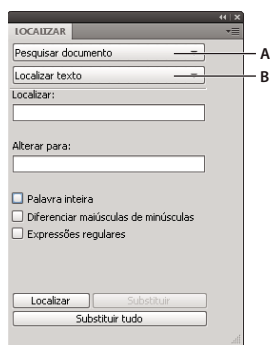 LOCALIZAR
Pesquisar documento
A
Localizar texto
B
Localizar:
Alterar para:
Palavra inteira
Diferenciar maiúsculas de minúsculas
Expressões regulares
Localizar
Substituir
Substituir tudo